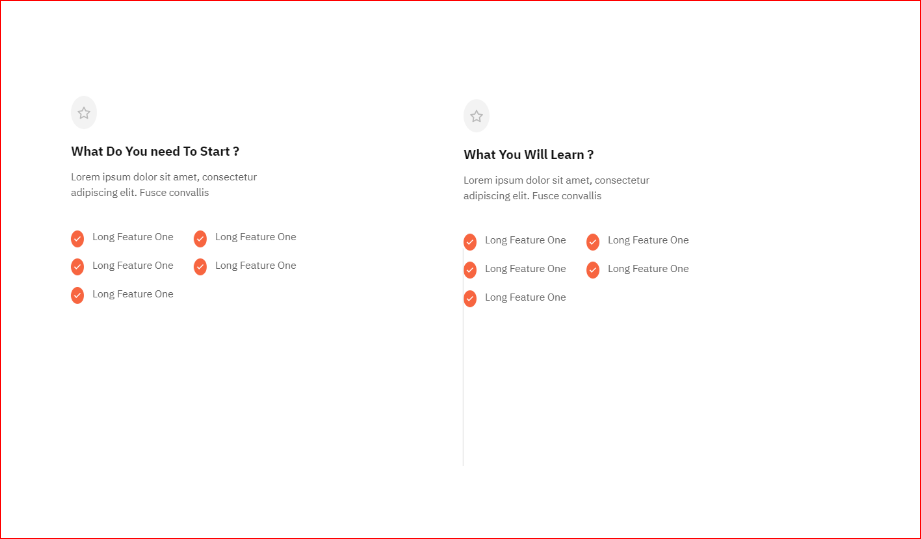 What Do You need To Start ?
Lorem ipsum dolor sit amet, consectetur
adipiscing elit. Fusce convallis
Long Feature One
Long Feature One
Long Feature One
Long Feature One
Long Feature One
What You Will Learn ?
Lorem ipsum dolor sit amet, consectetur
adipiscing elit. Fusce convallis
Long Feature One
Long Feature One
Long Feature One
Long Feature One
Long Feature One